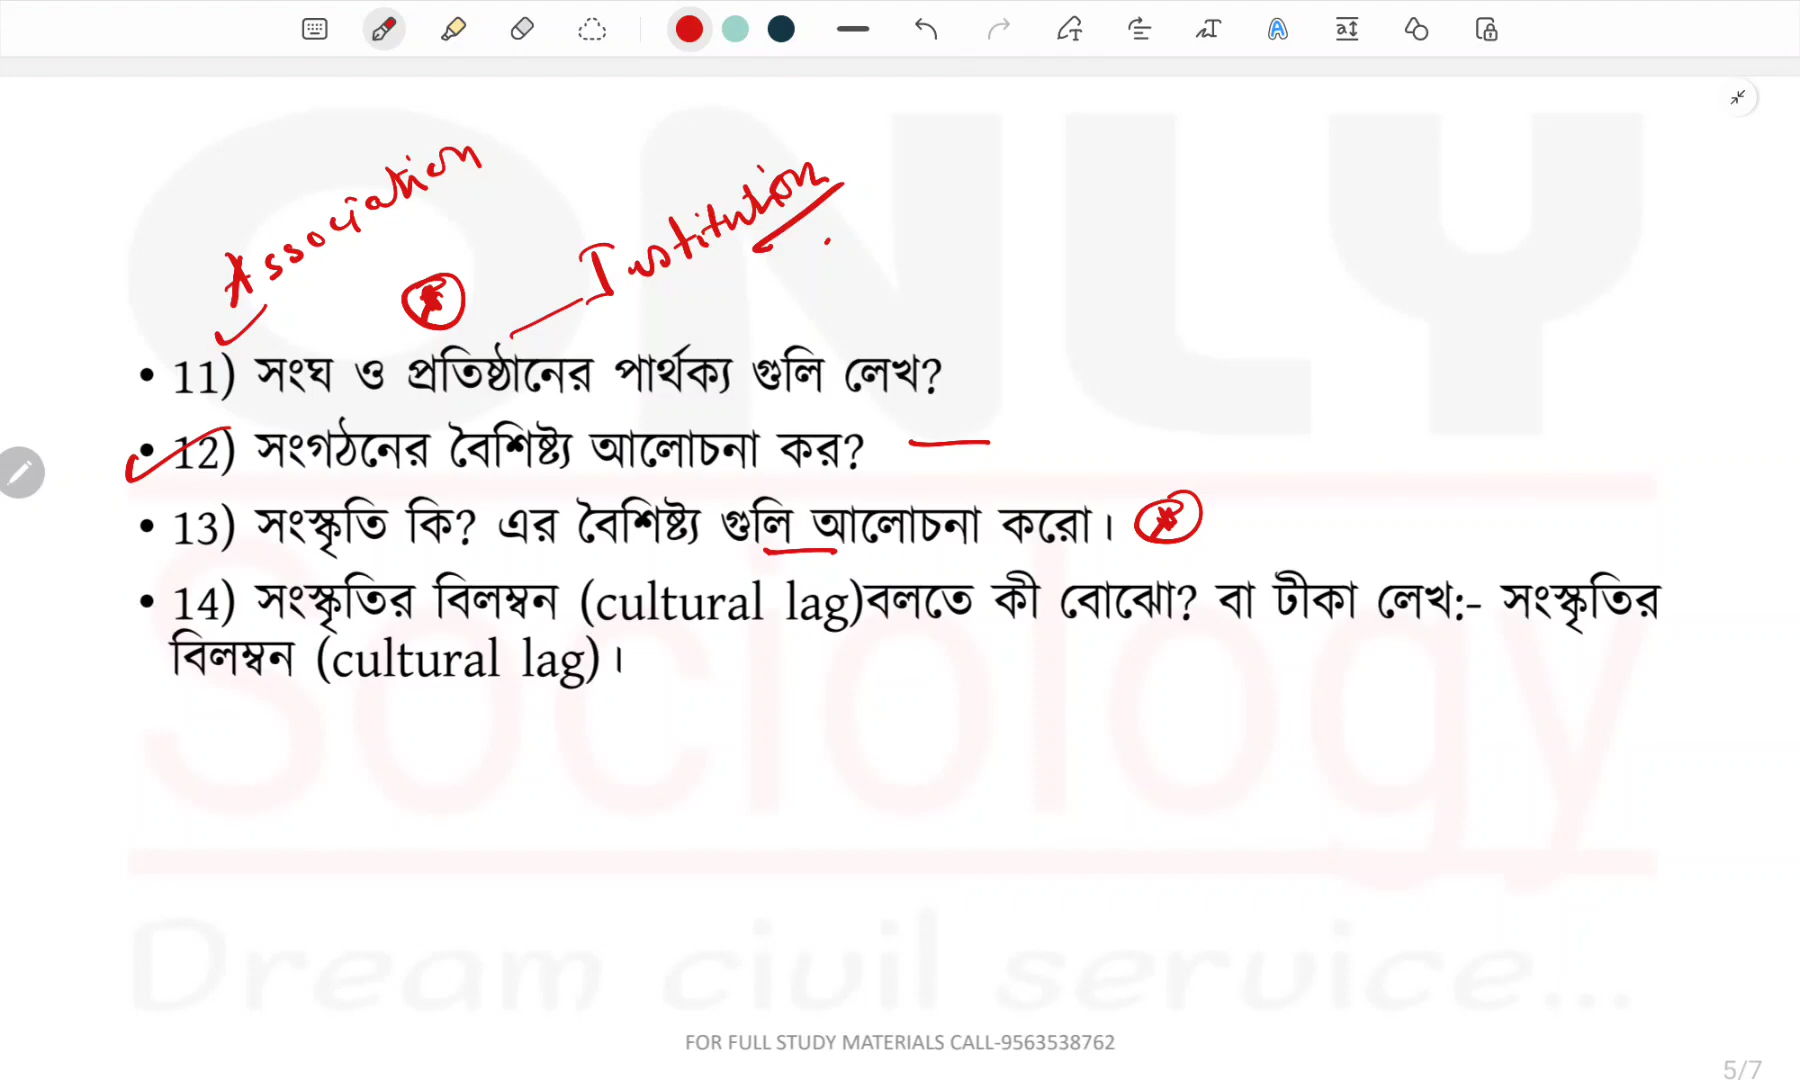 ONLY
Association
Institution
• 11) সংঘ ও প্রতিষ্ঠানের পার্থক্য গুলি লেখ?
• 12) সংগঠনের বৈশিষ্ট্য আলোচনা কর?
• 13) সংস্কৃতি কি? এর বৈশিষ্ট্য গুলি আলোচনা করো।
• 14) সংস্কৃতির বিলম্বন (cultural lag)বলতে কী বোঝো? বা টীকা লেখ:- সংস্কৃতির
বিলম্বন (cultural lag)।
Sociology
Dream civil service...
FOR FULL STUDY MATERIALS CALL-9563538762
5/7